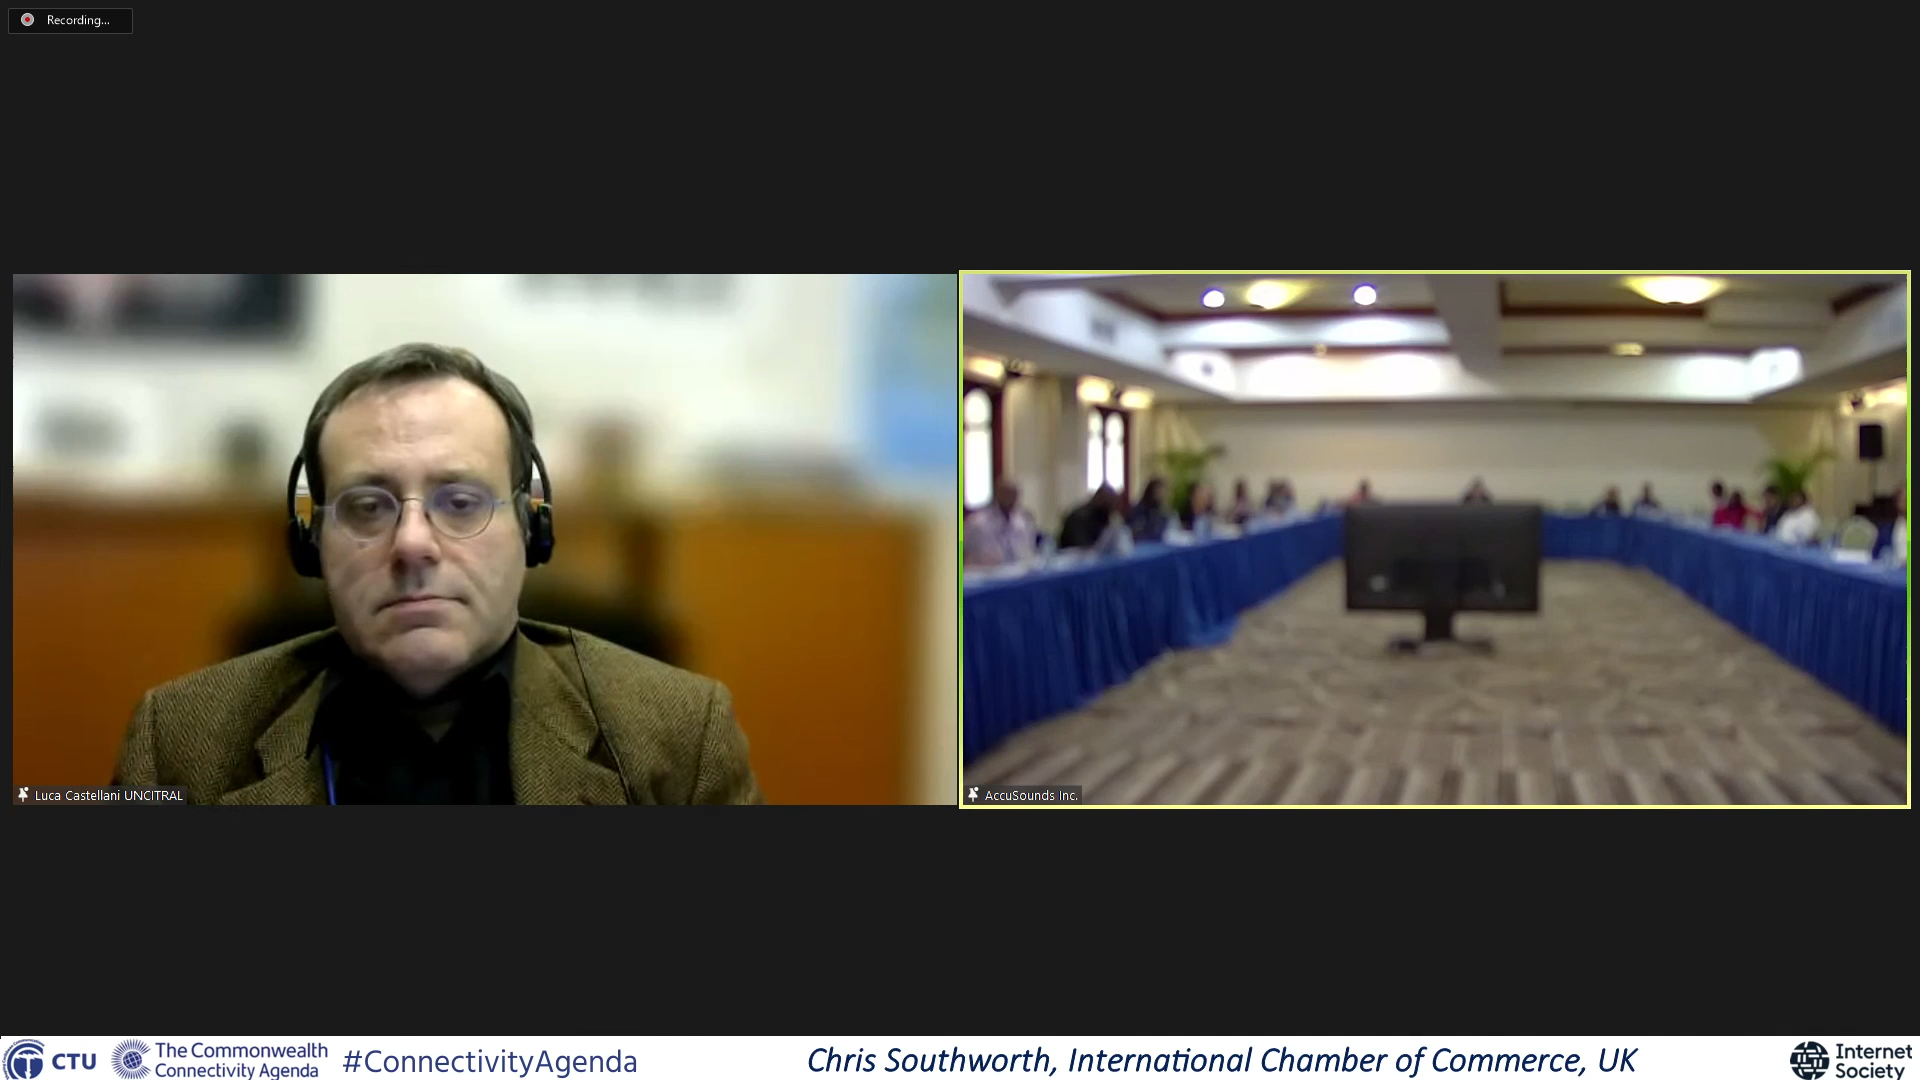 Recording...
Luca Castellani UNCITRAL
AccuSounds Inc.
CTU
The Commonwealth
Connectivity Agenda
#ConnectivityAgenda
Chris Southworth, International Chamber of Commerce, UK
Internet
Society